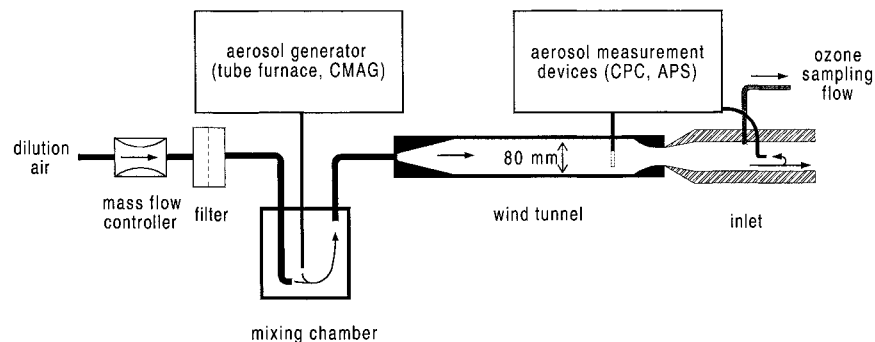 aerosol generator
(tube furnace, CMAG)
aerosol measurement
devices (CPC, APS)
ozone
sampling
flow
dilution
air
80 mm
mass flow
controller
filter
wind tunnel
inlet
mixing chamber